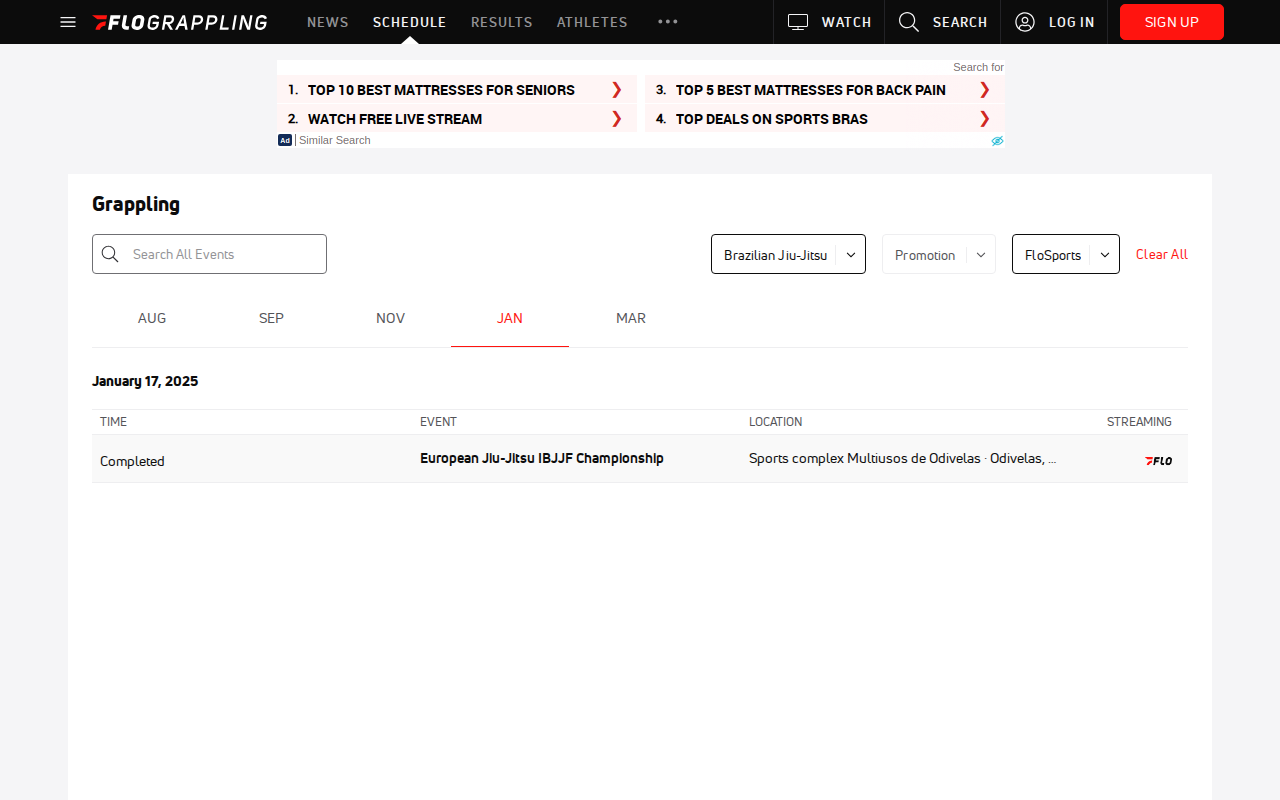 FLOGRAPPLING NEWS SCHEDULE RESULTS ATHLETES ••• WATCH SEARCH LOG IN SIGN UP
Search for
1. TOP 10 BEST MATTRESSES FOR SENIORS
2. WATCH FREE LIVE STREAM
3. TOP 5 BEST MATTRESSES FOR BACK PAIN
4. TOP DEALS ON SPORTS BRAS
Ad | Similar Search
Grappling
Search All Events Brazilian Jiu-Jitsu Promotion FloSports Clear All
AUG SEP NOV JAN MAR
January 17, 2025
TIME EVENT LOCATION STREAMING
Completed European Jiu-Jitsu IBJJF Championship Sports complex Multiusos de Odivelas · Odivelas, ... FLO